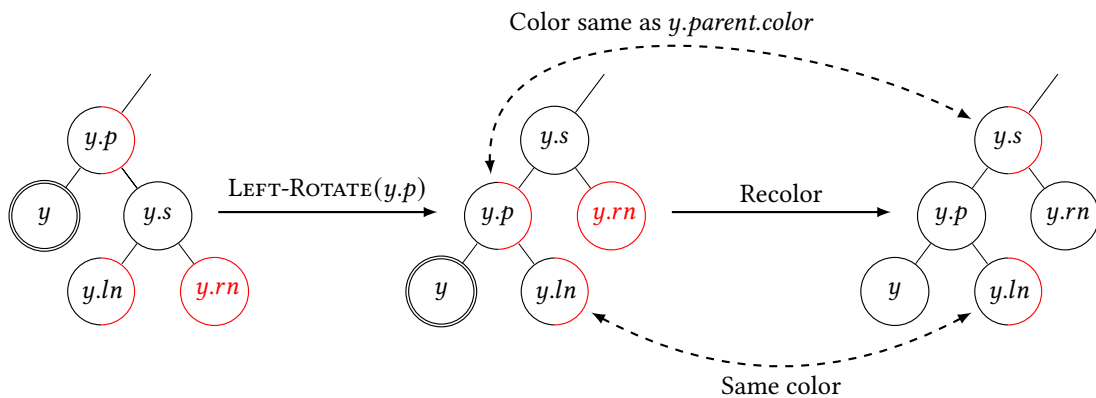 Color same as y.parent.color
y.p
y.s
y.s
y
y.s
LEFT-ROTATE(y.p)
y.p
y.rn
Recolor
y.p
y.rn
y.ln
y.rn
y
y.ln
y
y.ln
Same color